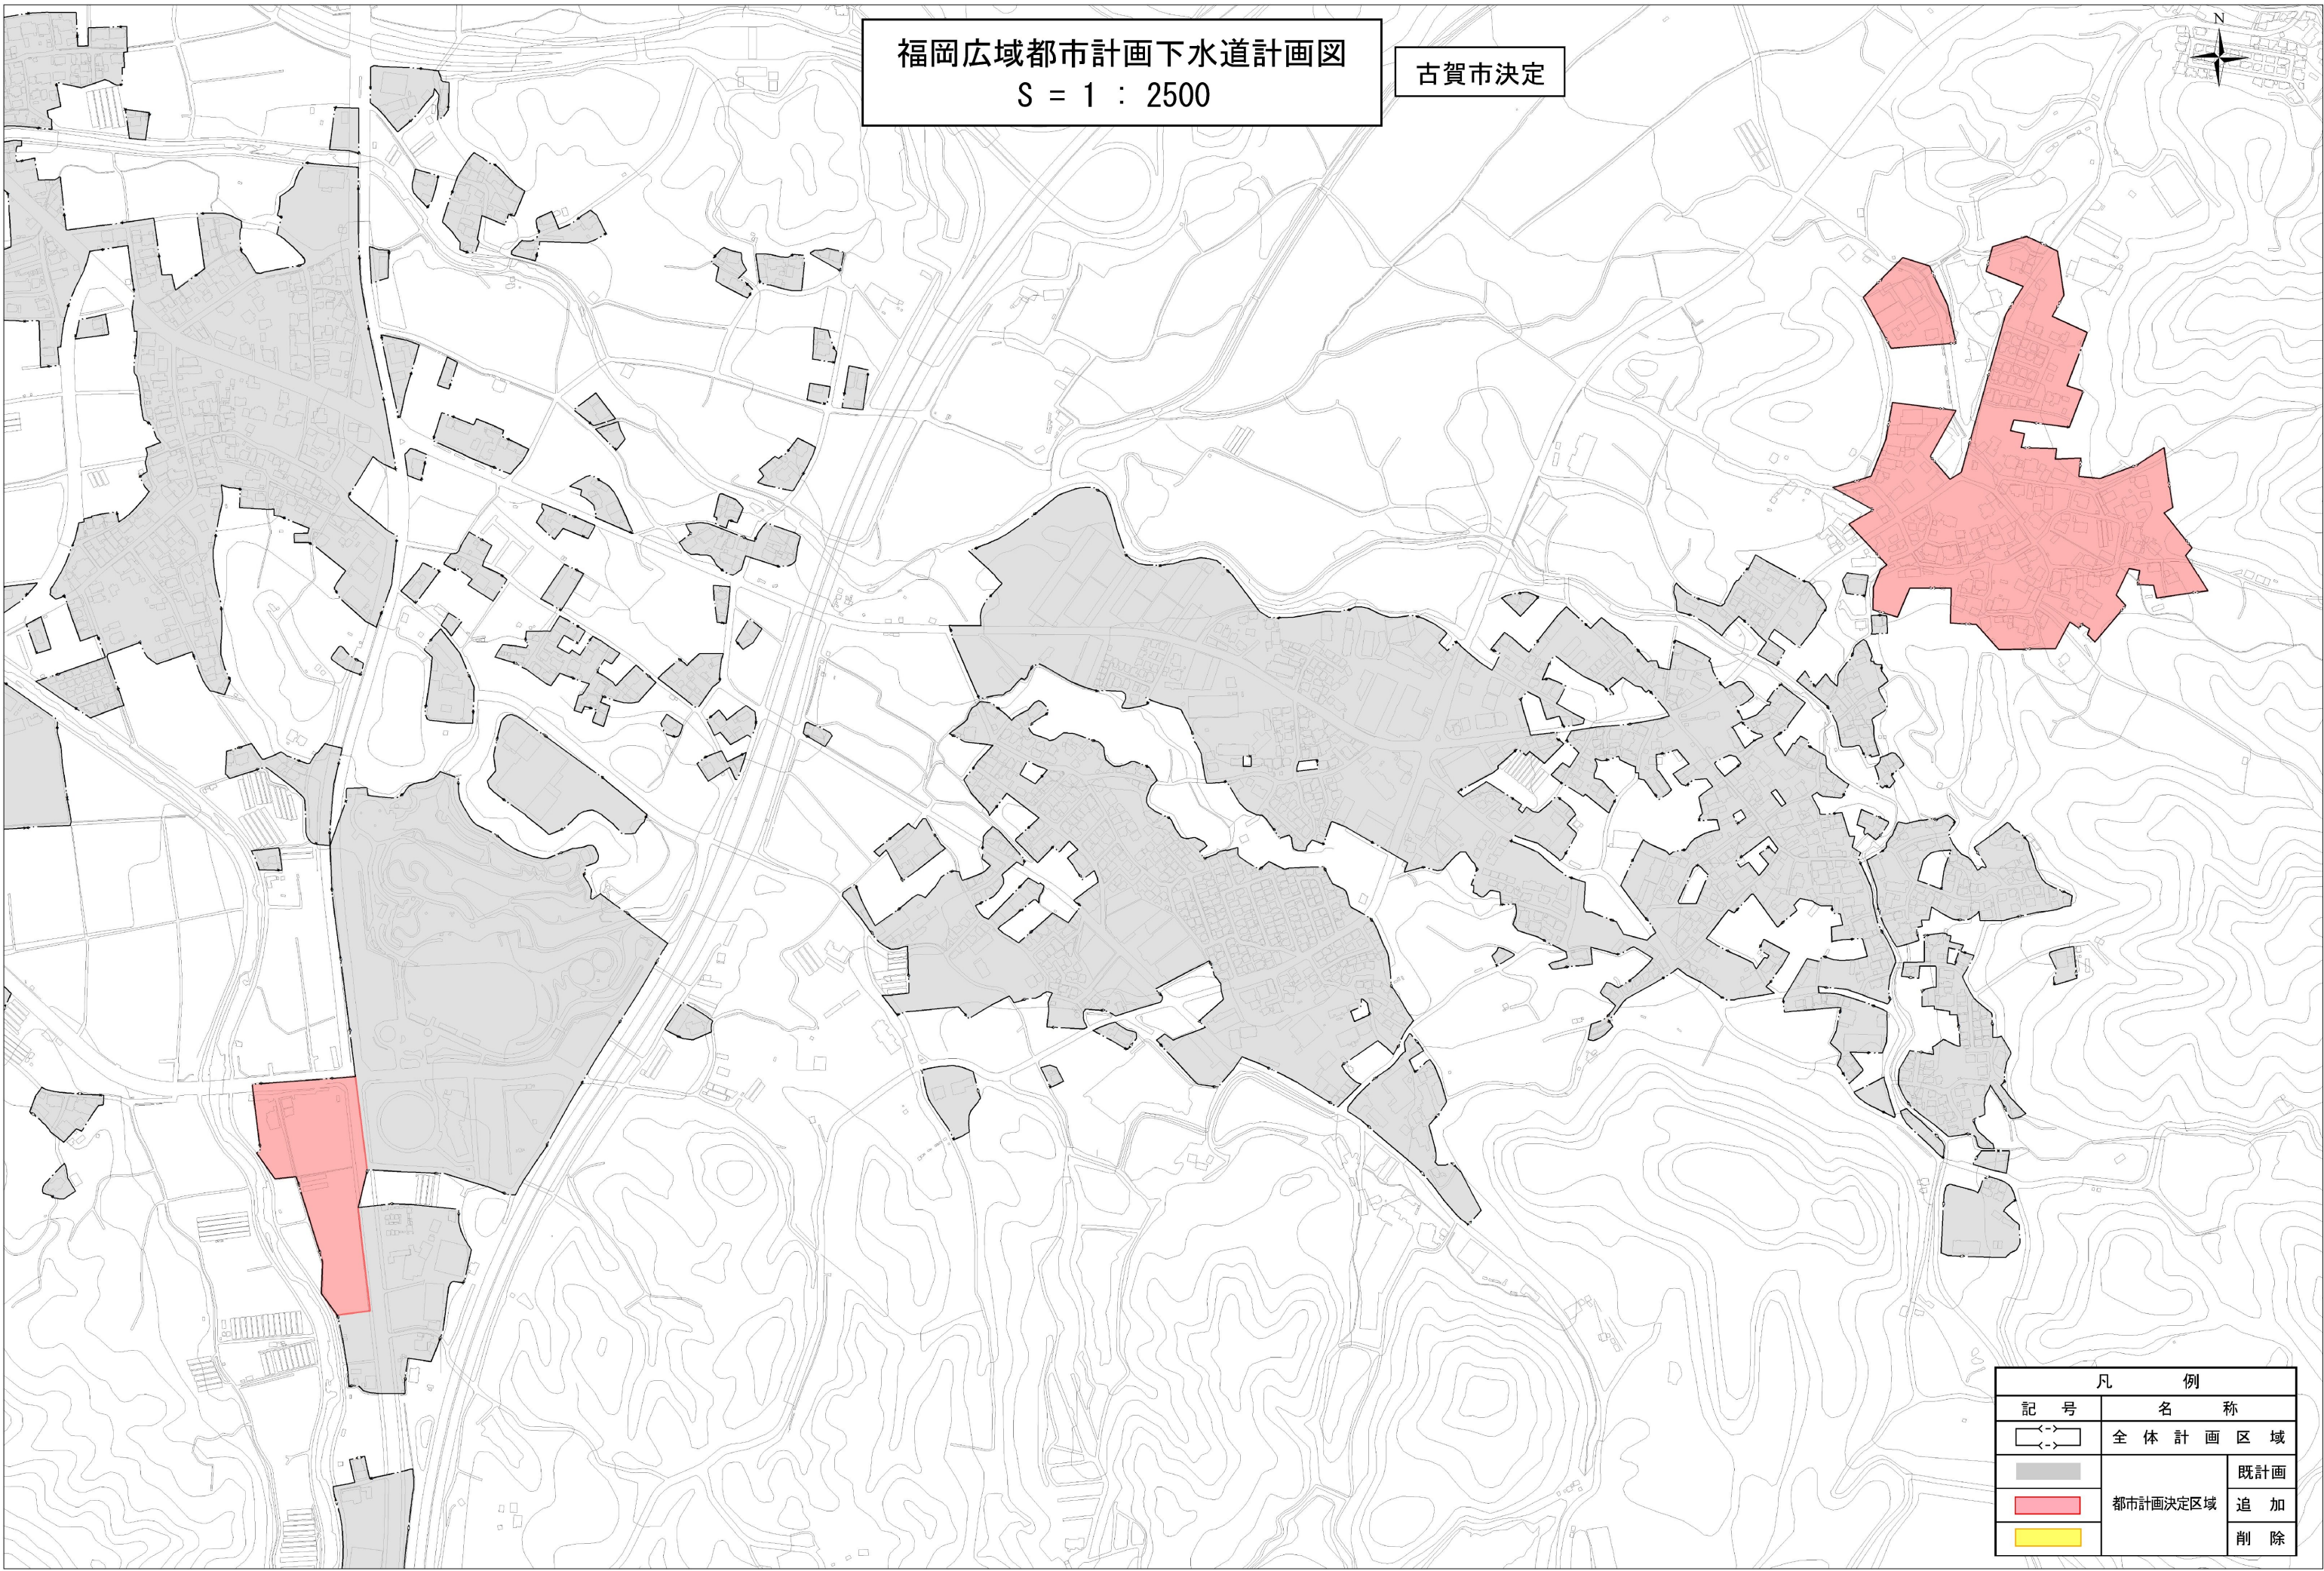 福岡広域都市計画下水道計画図
S = 1 : 2500
古賀市決定
N
凡 例
記 号 名 称
全 体 計 画 区 域
都市計画決定区域
既計画
追 加
削 除